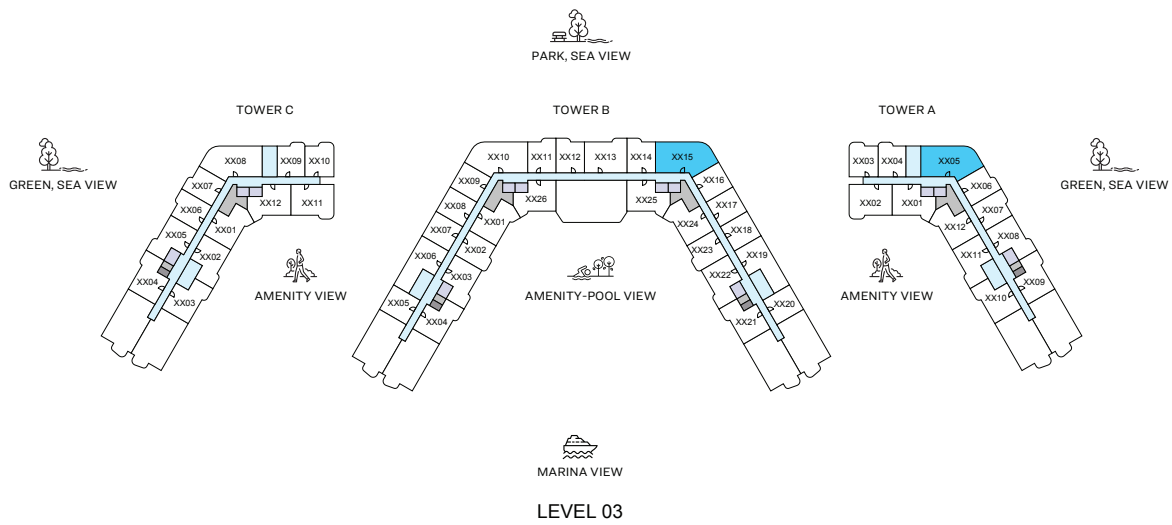 PARK, SEA VIEW
TOWER C
TOWER B
TOWER A
GREEN, SEA VIEW
GREEN, SEA VIEW
XX08
XX09
XX10
XX07
XX06
XX05
XX04
XX12
XX11
XX01
XX02
XX03
AMENITY VIEW
XX10
XX11
XX12
XX13
XX14
XX15
XX09
XX08
XX07
XX06
XX05
XX26
XX01
XX02
XX03
XX04
XX25
XX24
XX23
XX22
XX21
XX16
XX17
XX18
XX19
XX20
AMENITY-POOL VIEW
XX03
XX04
XX05
XX02
XX01
XX06
XX07
XX08
XX09
XX12
XX11
XX10
AMENITY VIEW
MARINA VIEW
LEVEL 03